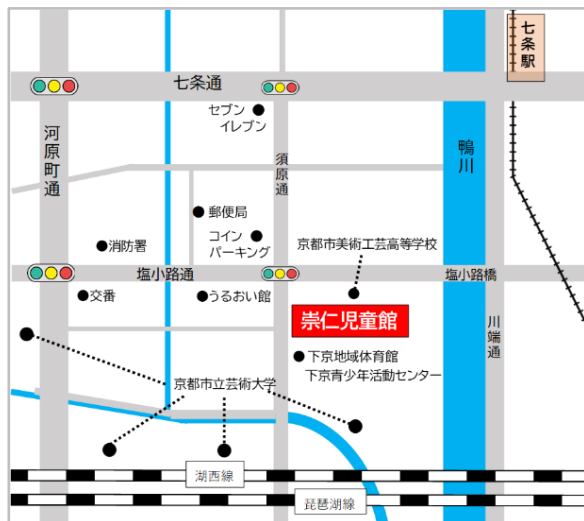 七条駅
七条通
セブン
イレブン
河原町通
須原通
鴨川
郵便局
消防署
コイン
パーキング
京都市美術工芸高等学校
塩小路通
塩小路橋
交番
うるおい館
崇仁児童館
川端通
下京地域体育館
下京青少年活動センター
京都市立芸術大学
湖西線
琵琶湖線